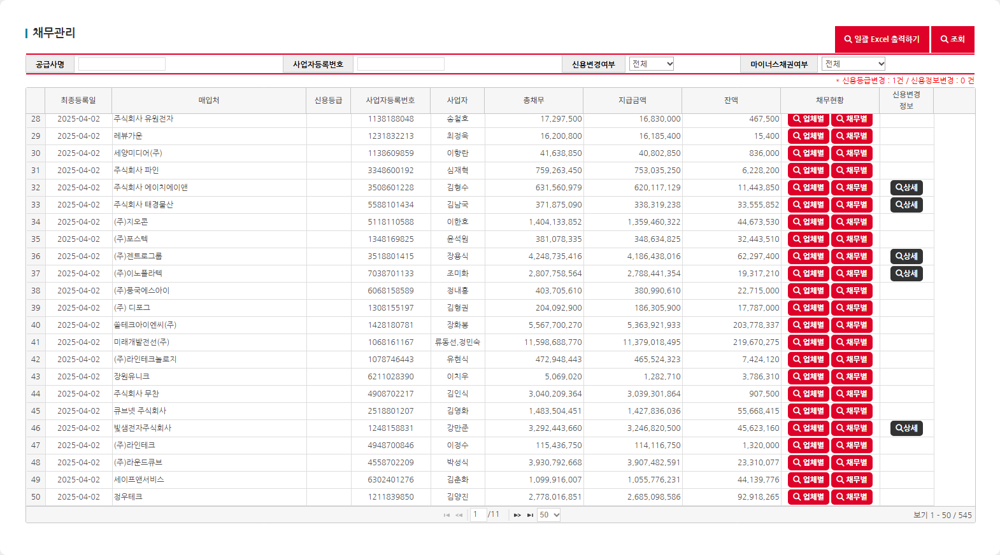 채무관리
일괄 Excel 출력하기 조회
공급사명 사업자등록번호 신용변경여부 전체 마이너스채권여부 전체
* 신용등급변경 : 1건 / 신용정보변경 : 0 건
최종등록일 매입처 신용등급 사업자등록번호 사업자 총채무 지급금액 잔액 채무현황 신용변경 정보
28 2025-04-02 주식회사 유원전자 1138188048 송철호 17,297,500 16,830,000 467,500 업체별 채무별
29 2025-04-02 레뷰가운 1231832213 최정욱 16,200,800 16,185,400 15,400 업체별 채무별
30 2025-04-02 세양미디어(주) 1138609859 이향란 41,638,850 40,802,850 836,000 업체별 채무별
31 2025-04-02 주식회사 파인 3348600192 심재혁 759,263,450 753,035,250 6,228,200 업체별 채무별
32 2025-04-02 주식회사 에이치에이앤 3508601228 김형수 631,560,979 620,117,129 11,443,850 업체별 채무별 상세
33 2025-04-02 주식회사 태경물산 5588101434 김남국 371,875,090 338,319,238 33,555,852 업체별 채무별 상세
34 2025-04-02 (주)지오콘 5118110588 이한호 1,404,133,852 1,359,460,322 44,673,530 업체별 채무별
35 2025-04-02 (주)포스텍 1348169825 윤석원 381,078,335 348,634,825 32,443,510 업체별 채무별
36 2025-04-02 (주)젠트로그룹 3518801415 장용식 4,248,735,416 4,186,438,016 62,297,400 업체별 채무별 상세
37 2025-04-02 (주)이노플라텍 7038701133 조미화 2,807,758,564 2,788,441,354 19,317,210 업체별 채무별 상세
38 2025-04-02 (주)풍국에스아이 6068158589 정내흥 403,705,610 380,990,610 22,715,000 업체별 채무별
39 2025-04-02 (주) 디포그 1308155197 김형권 204,092,900 186,305,900 17,787,000 업체별 채무별
40 2025-04-02 쏠테크아이엔씨(주) 1428180781 장화봉 5,567,700,270 5,363,921,933 203,778,337 업체별 채무별
41 2025-04-02 미래개발전선(주) 1068161167 류동선,정민숙 11,598,688,770 11,379,018,495 219,670,275 업체별 채무별
42 2025-04-02 (주)라인테크놀로지 1078746443 유현식 472,948,443 465,524,323 7,424,120 업체별 채무별
43 2025-04-02 장원유니크 6211028390 이치우 5,069,020 1,282,710 3,786,310 업체별 채무별
44 2025-04-02 주식회사 무찬 4908702217 김인식 3,040,209,364 3,039,301,864 907,500 업체별 채무별
45 2025-04-02 큐브넷 주식회사 2518801207 김영화 1,483,504,451 1,427,836,036 55,668,415 업체별 채무별
46 2025-04-02 빛샘전자주식회사 1248158831 강만준 3,292,443,660 3,246,820,500 45,623,160 업체별 채무별 상세
47 2025-04-02 (주)라인테크 4948700846 이정수 115,436,750 114,116,750 1,320,000 업체별 채무별
48 2025-04-02 (주)라운드큐브 4558702209 박성식 3,930,792,668 3,907,482,591 23,310,077 업체별 채무별
49 2025-04-02 세이프앤서비스 6302401276 김춘화 1,099,916,007 1,055,776,231 44,139,776 업체별 채무별
50 2025-04-02 정우테크 1211839850 김양진 2,778,016,851 2,685,098,586 92,918,265 업체별 채무별
1 /11 50 보기 1 - 50 / 545